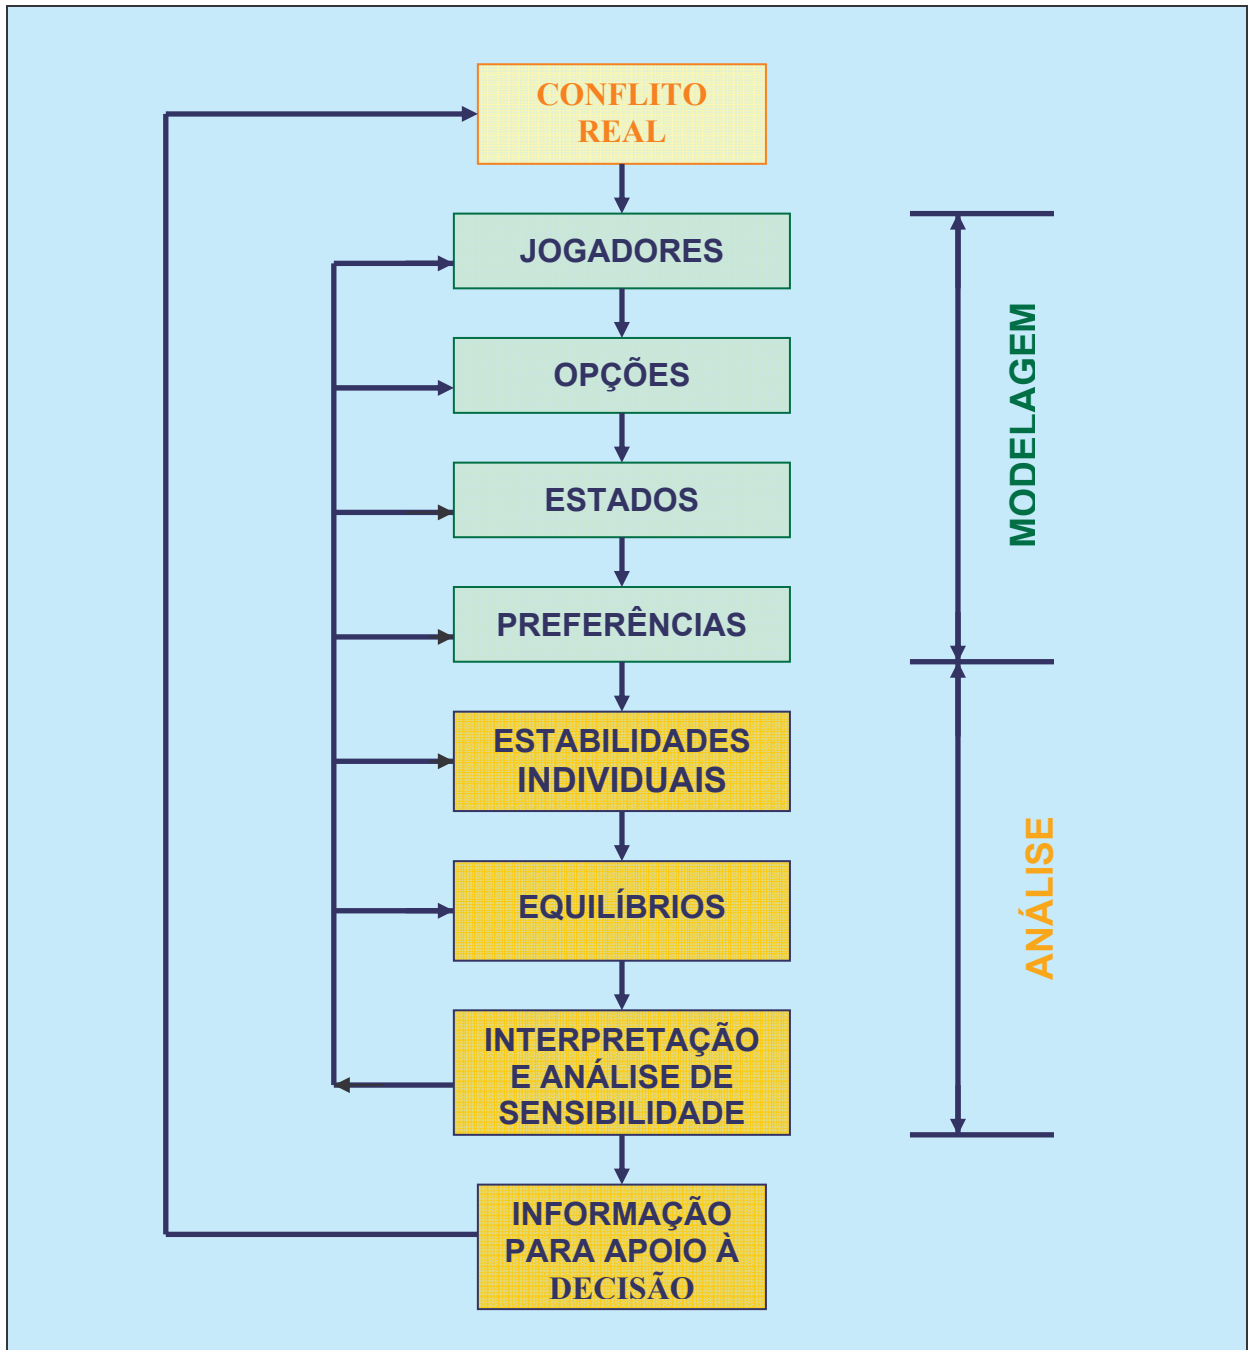 CONFLITO
REAL
JOGADORES
OPÇÕES
ESTADOS
PREFERÊNCIAS
MODELAGEM
ESTABILIDADES
INDIVIDUAIS
EQUILÍBRIOS
INTERPRETAÇÃO
E ANÁLISE DE
SENSIBILIDADE
ANÁLISE
INFORMAÇÃO
PARA APOIO À
DECISÃO